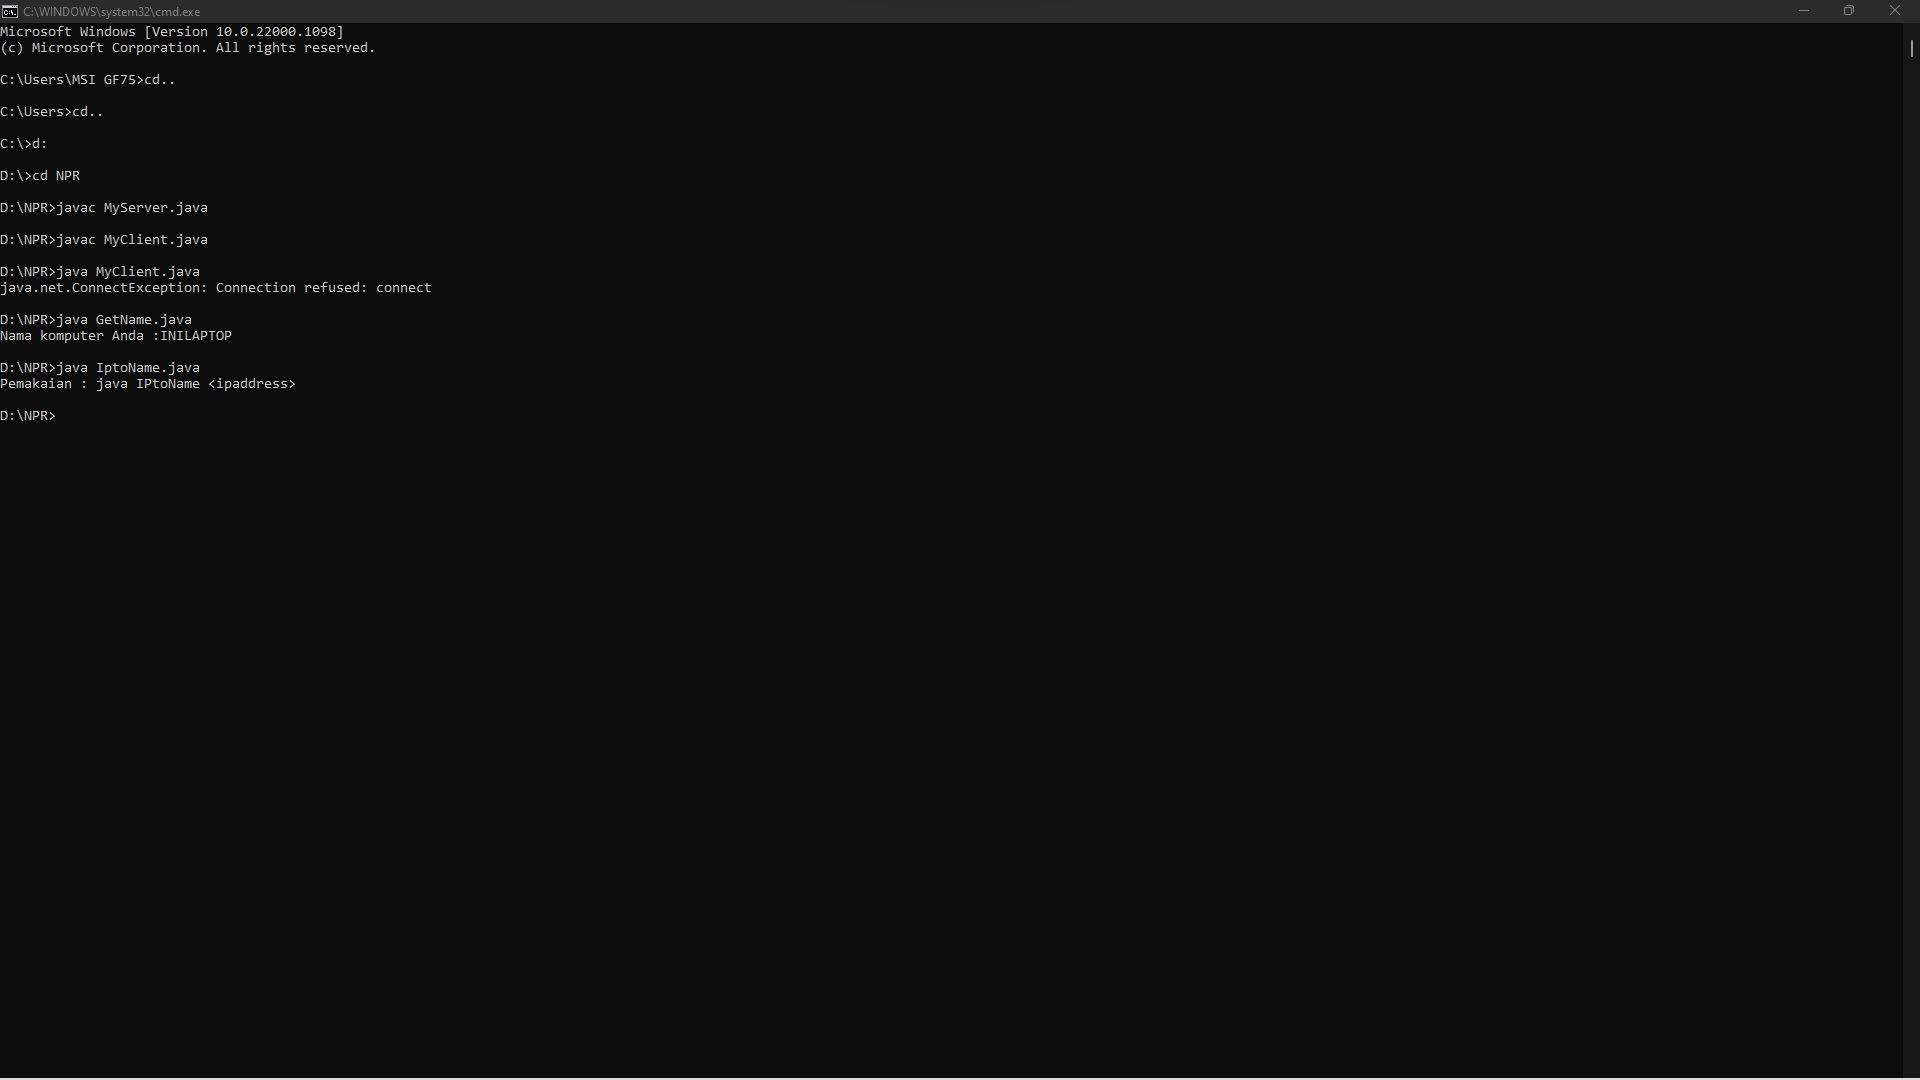 C:\WINDOWS\system32\cmd.exe
Microsoft Windows [Version 10.0.22000.1098]
(c) Microsoft Corporation. All rights reserved.
C:\Users\MSI GF75>cd..
C:\Users>cd..
C:\>d:
D:\>cd NPR
D:\NPR>javac MyServer.java
D:\NPR>javac MyClient.java
D:\NPR>java MyClient.java
java.net.ConnectException: Connection refused: connect
D:\NPR>java GetName.java
Nama komputer Anda :INILAPTOP
D:\NPR>java IptoName.java
Pemakaian : java IPtoName <ipaddress>
D:\NPR>